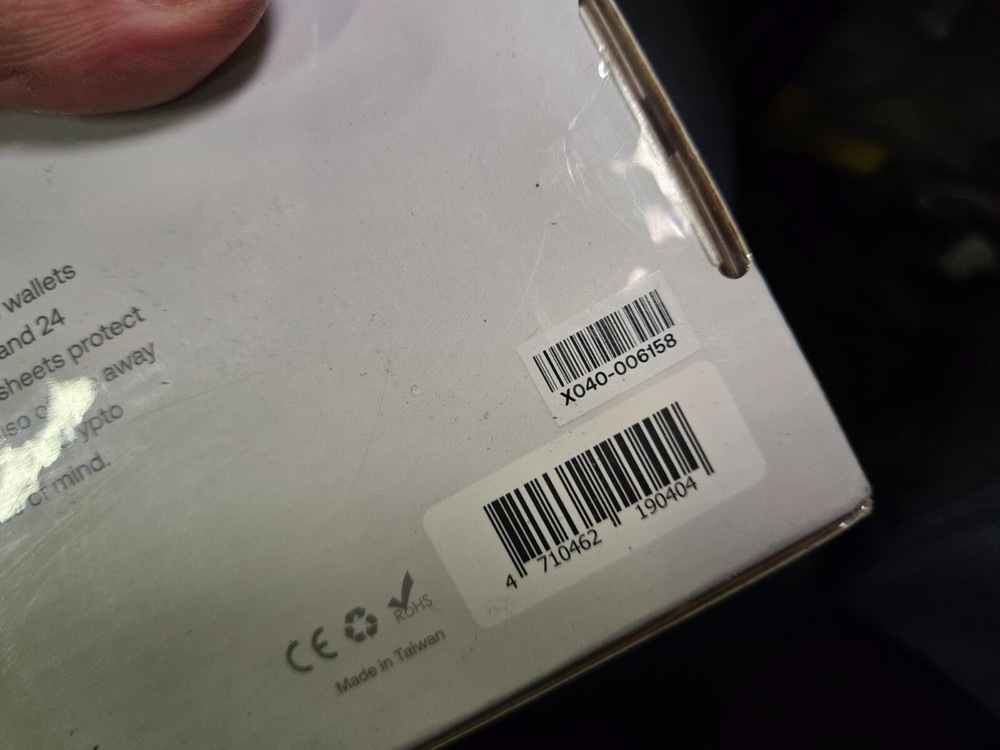 wallets
and 24
sheets protect
away
of mind.
X040-006158
4 710462 190404
CE
ROHS
Made in Taiwan